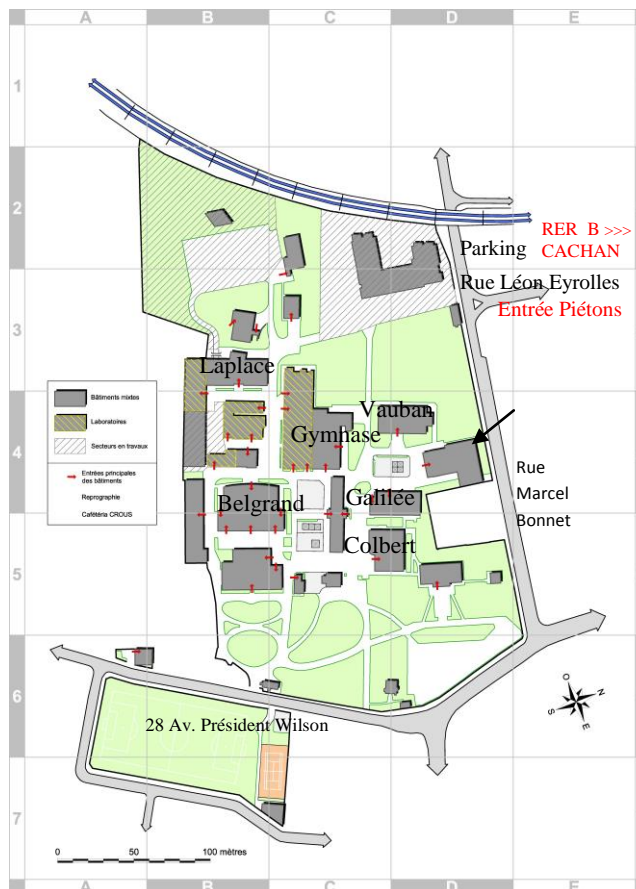 A B C D E
1
2
RER B >>>
Parking CACHAN
Rue Léon Eyrolles
3 Entrée Piétons
Laplace
Bâtiments mixtes
Laboratoires
Secteurs en travaux
Entrées principales
des bâtiments
Reprographie
Cafétéria CROUS
Vauban
Gymnase
4
Rue
Marcel
Bonnet
Belgrand Galilée
Colbert
5
6
O N
S E
28 Av. Président Wilson
7
0 50 100 mètres
A B C D E